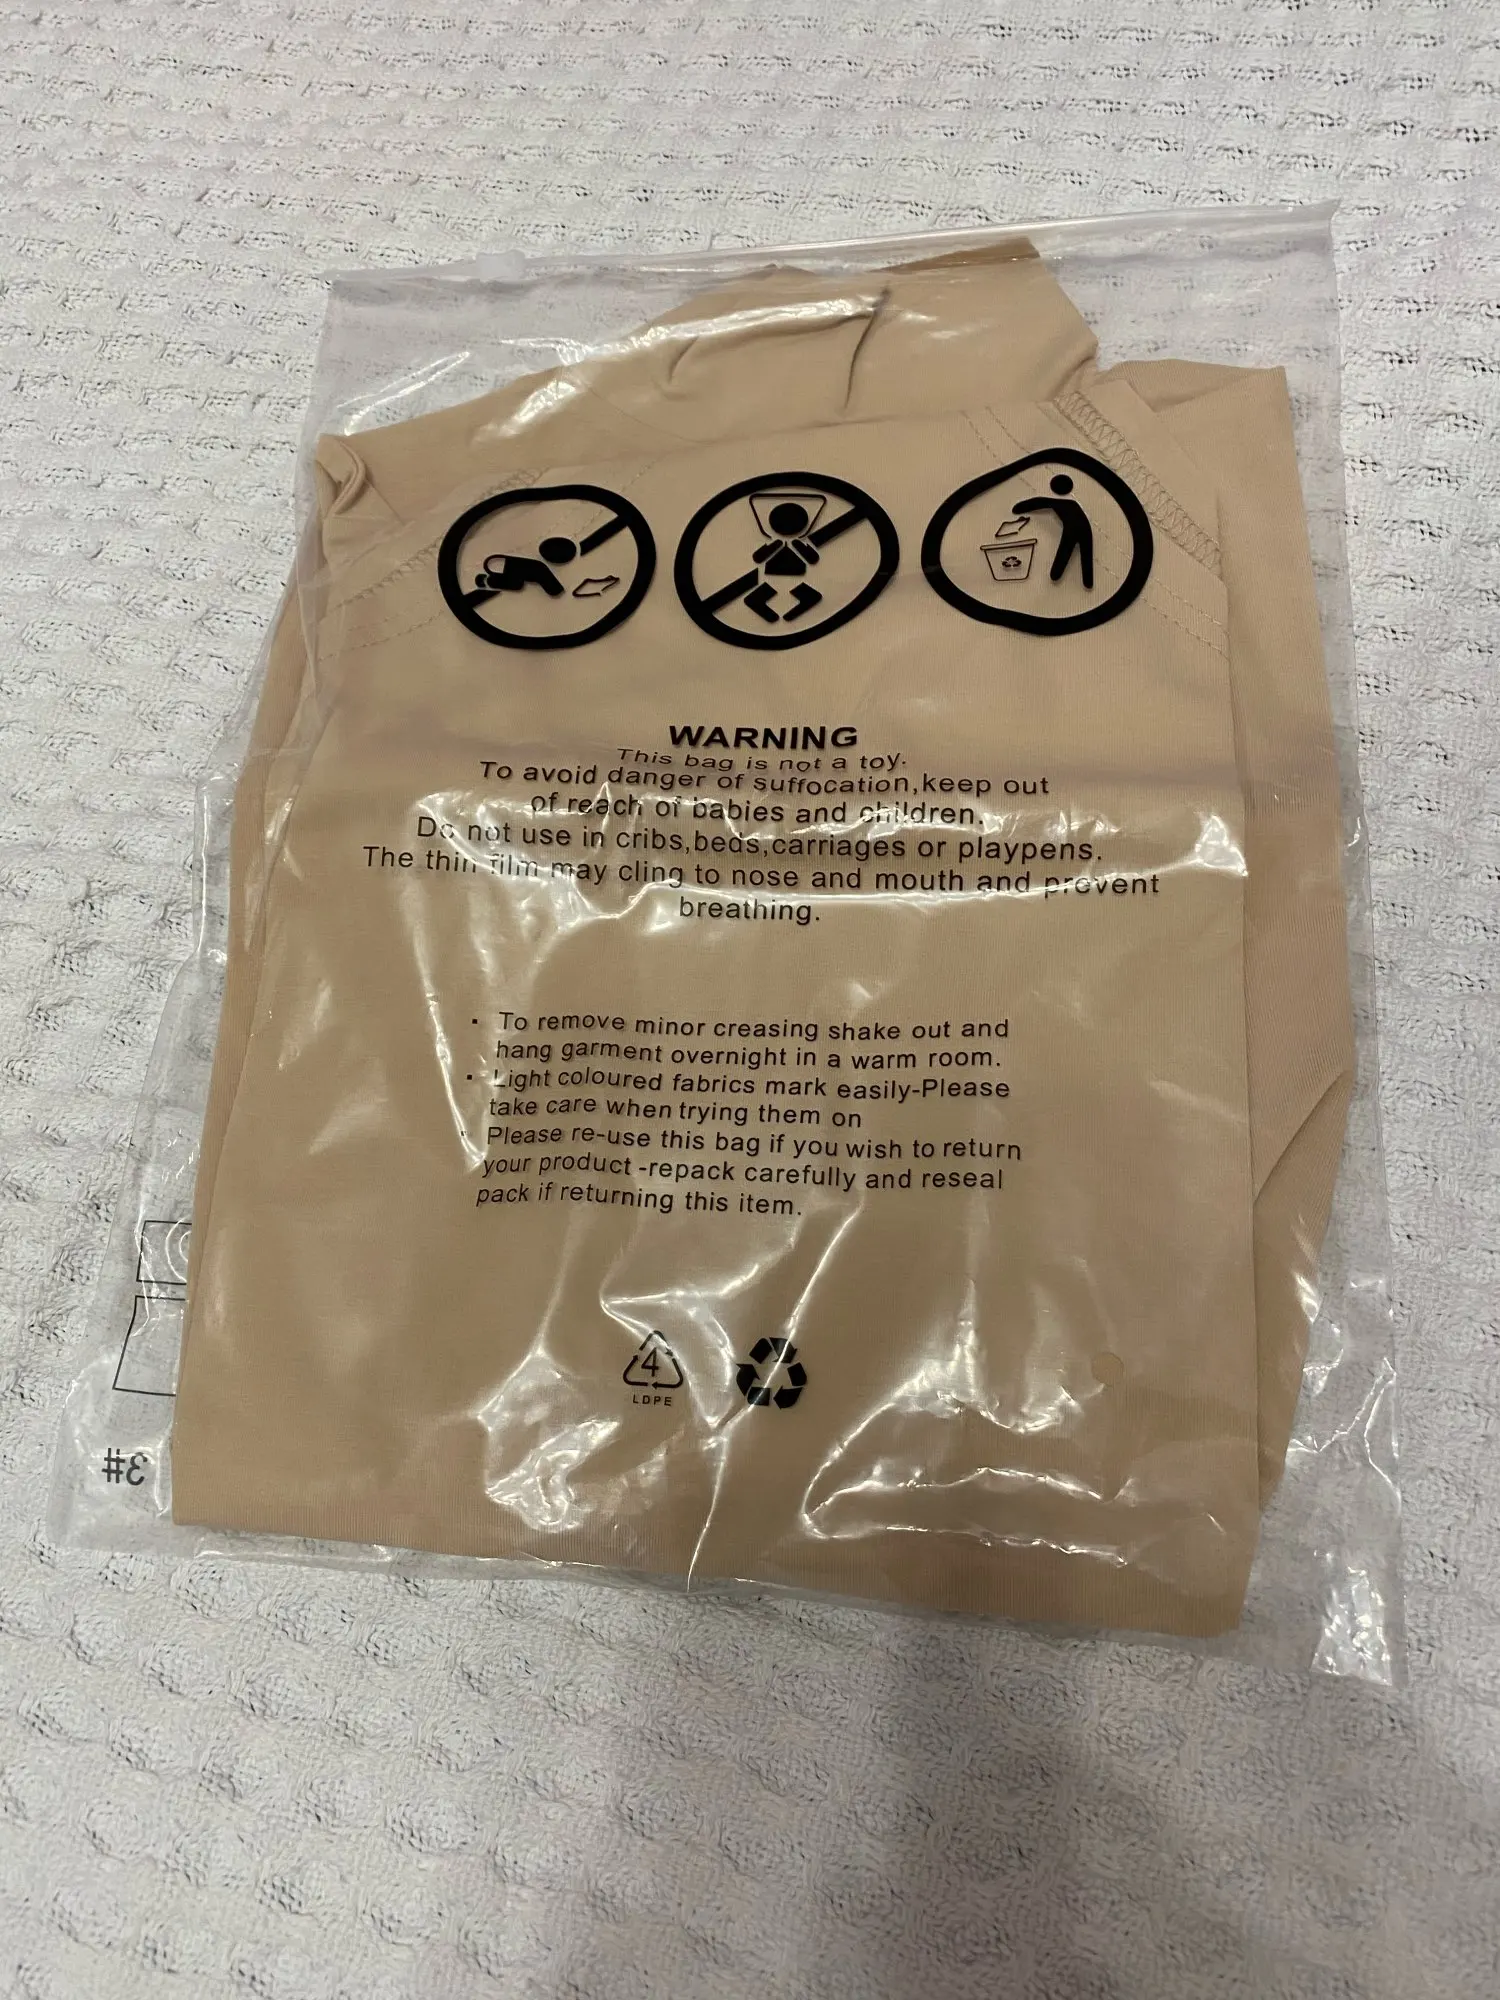 WARNING
This bag is not a toy.
To avoid danger of suffocation,keep out
of reach of babies and children.
Do not use in cribs,beds,carriages or playpens.
The thin film may cling to nose and mouth and prevent
breathing.
· To remove minor creasing shake out and
hang garment overnight in a warm room.
· Light coloured fabrics mark easily-Please
take care when trying them on
· Please re-use this bag if you wish to return
your product -repack carefully and reseal
pack if returning this item.
4
LDPE
3#